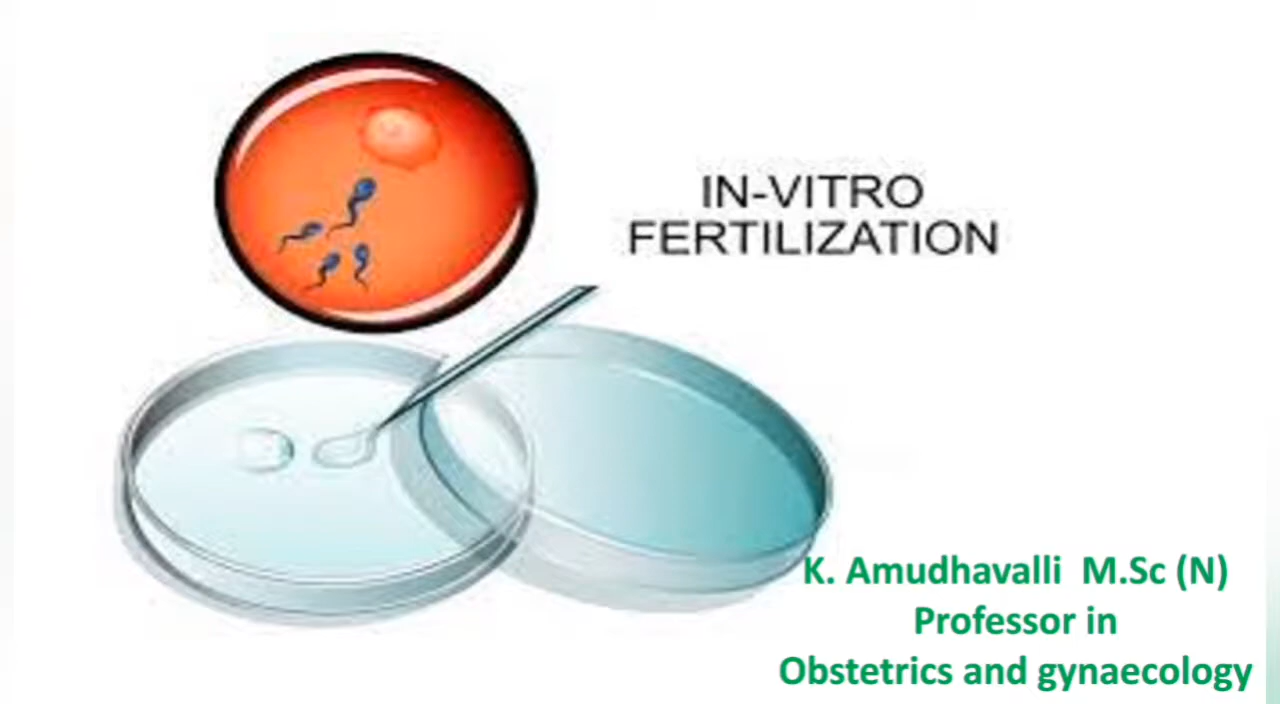 IN-VITRO
FERTILIZATION
K. Amudhavalli M.Sc (N)
Professor in
Obstetrics and gynaecology